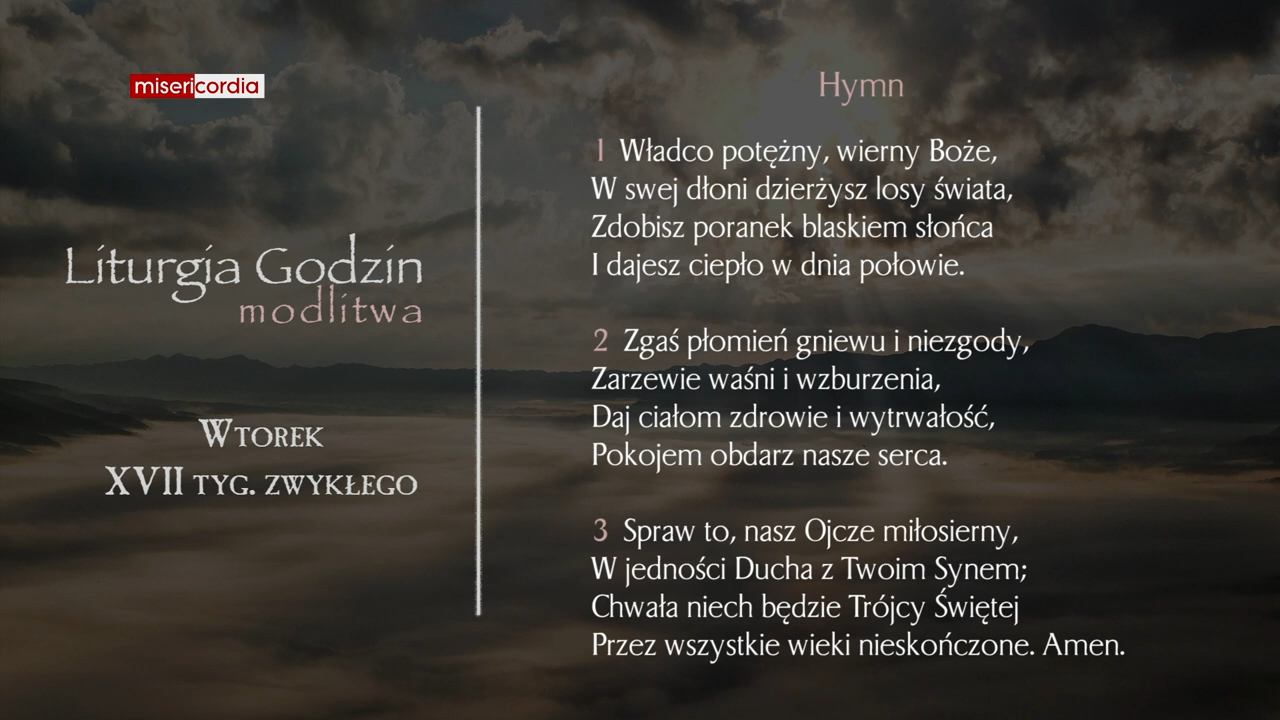 misericordia
Liturgia Godzin
modlitwa
Wtorek
XVII tyg. zwykłego
Hymn
1 Władco potężny, wierny Boże,
W swej dłoni dzierżysz losy świata,
Zdobisz poranek blaskiem słońca
I dajesz ciepło w dnia połowie.
2 Zgaś płomień gniewu i niezgody,
Zarzewie waśni i wzburzenia,
Daj ciałom zdrowie i wytrwałość,
Pokojem obdarz nasze serca.
3 Spraw to, nasz Ojcze miłosierny,
W jedności Ducha z Twoim Synem;
Chwała niech będzie Trójcy Świętej
Przez wszystkie wieki nieskończone. Amen.